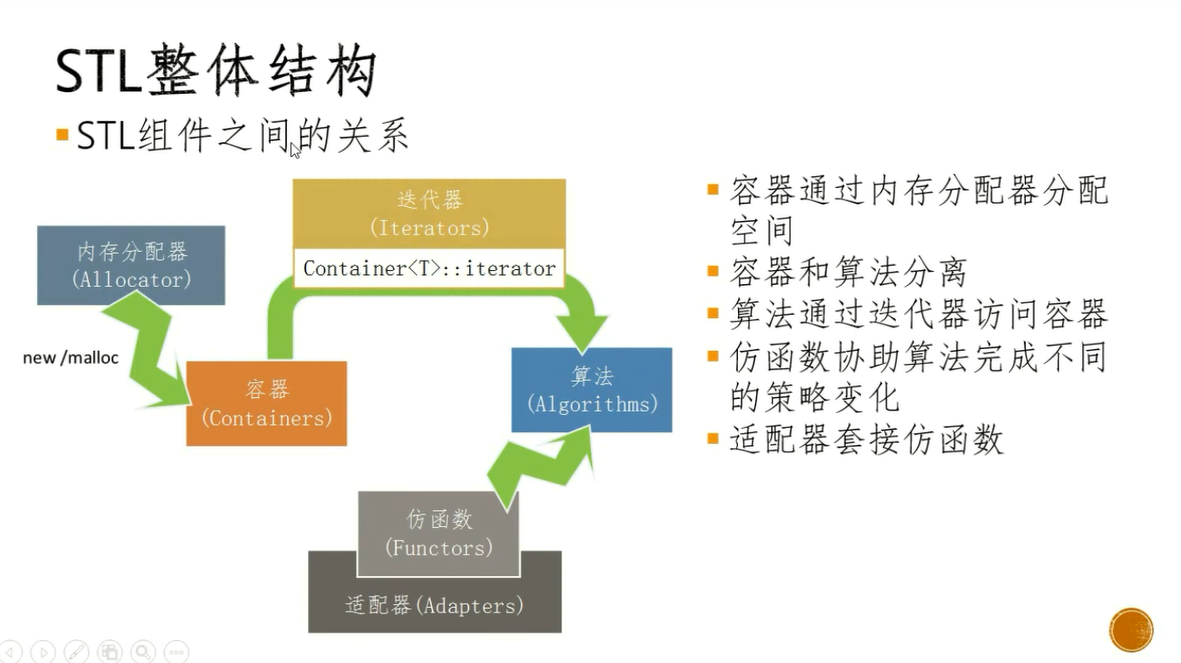 STL整体结构
STL组件之间的关系
迭代器
(Iterators)
Container<T>::iterator
内存分配器
(Allocator)
new /malloc
容器
(Containers)
算法
(Algorithms)
仿函数
(Functors)
适配器(Adapters)
容器通过内存分配器分配
空间
容器和算法分离
算法通过迭代器访问容器
仿函数协助算法完成不同
的策略变化
适配器套接仿函数